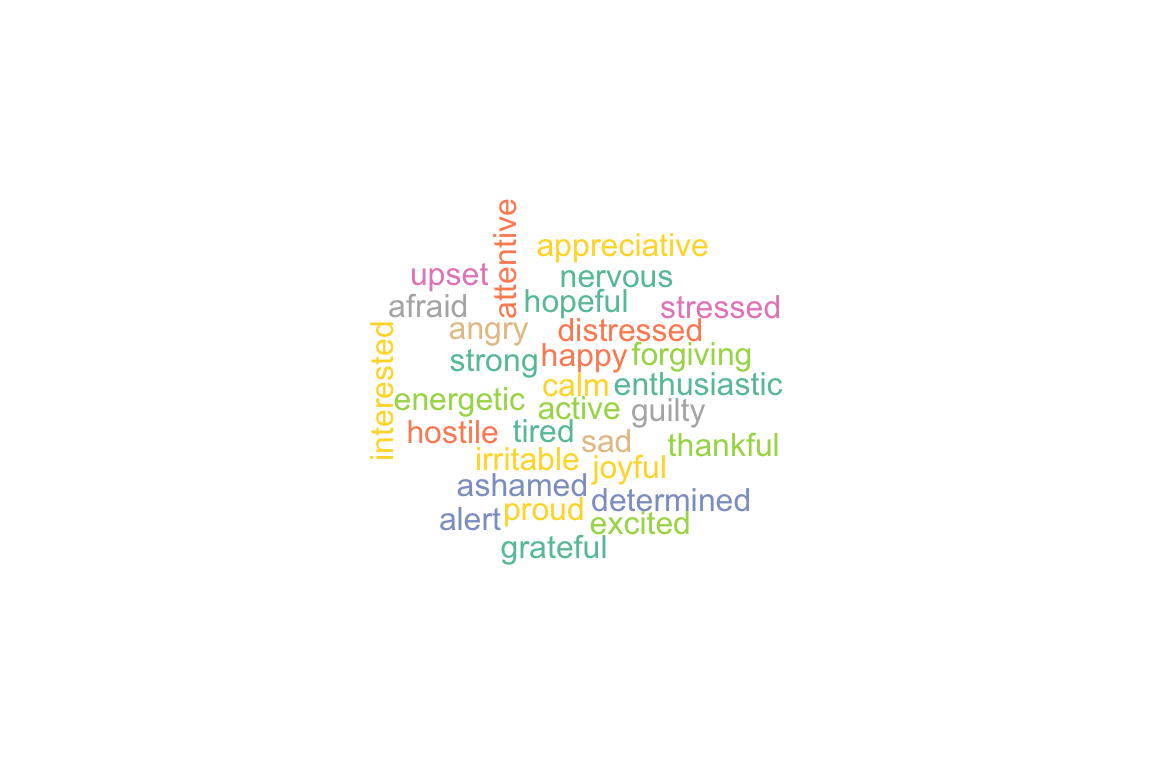 attentive
appreciative
upset
nervous
afraid
hopeful
stressed
angry
distressed
interested
strong
happy
forgiving
calm
enthusiastic
energetic
active
guilty
hostile
tired
sad
thankful
irritable
joyful
ashamed
determined
alert
proud
excited
grateful